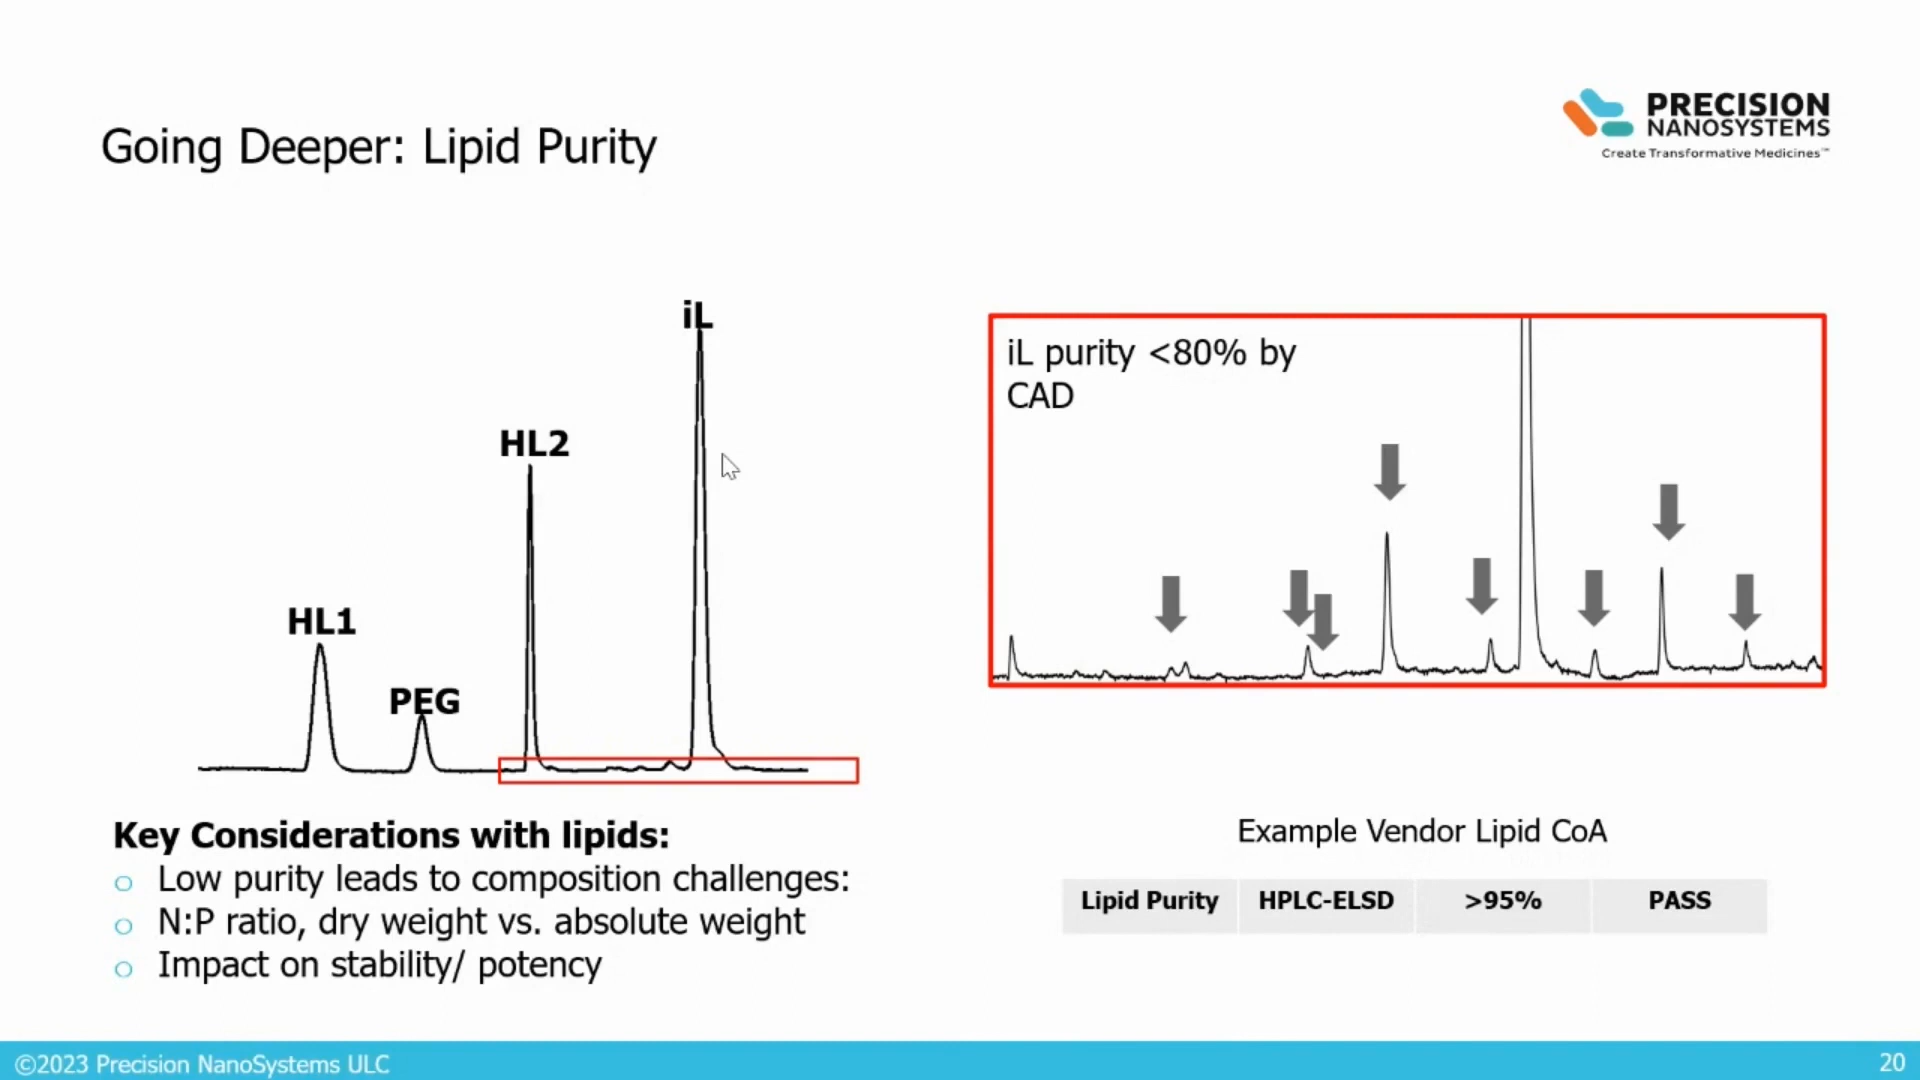 Going Deeper: Lipid Purity
PRECISION
NANOSYSTEMS
Create Transformative Medicines™
iL
HL2
HL1
PEG
iL purity <80% by
CAD
Key Considerations with lipids:
o Low purity leads to composition challenges:
o N:P ratio, dry weight vs. absolute weight
o Impact on stability/ potency
Example Vendor Lipid CoA
Lipid Purity HPLC-ELSD >95% PASS
©2023 Precision NanoSystems ULC
20